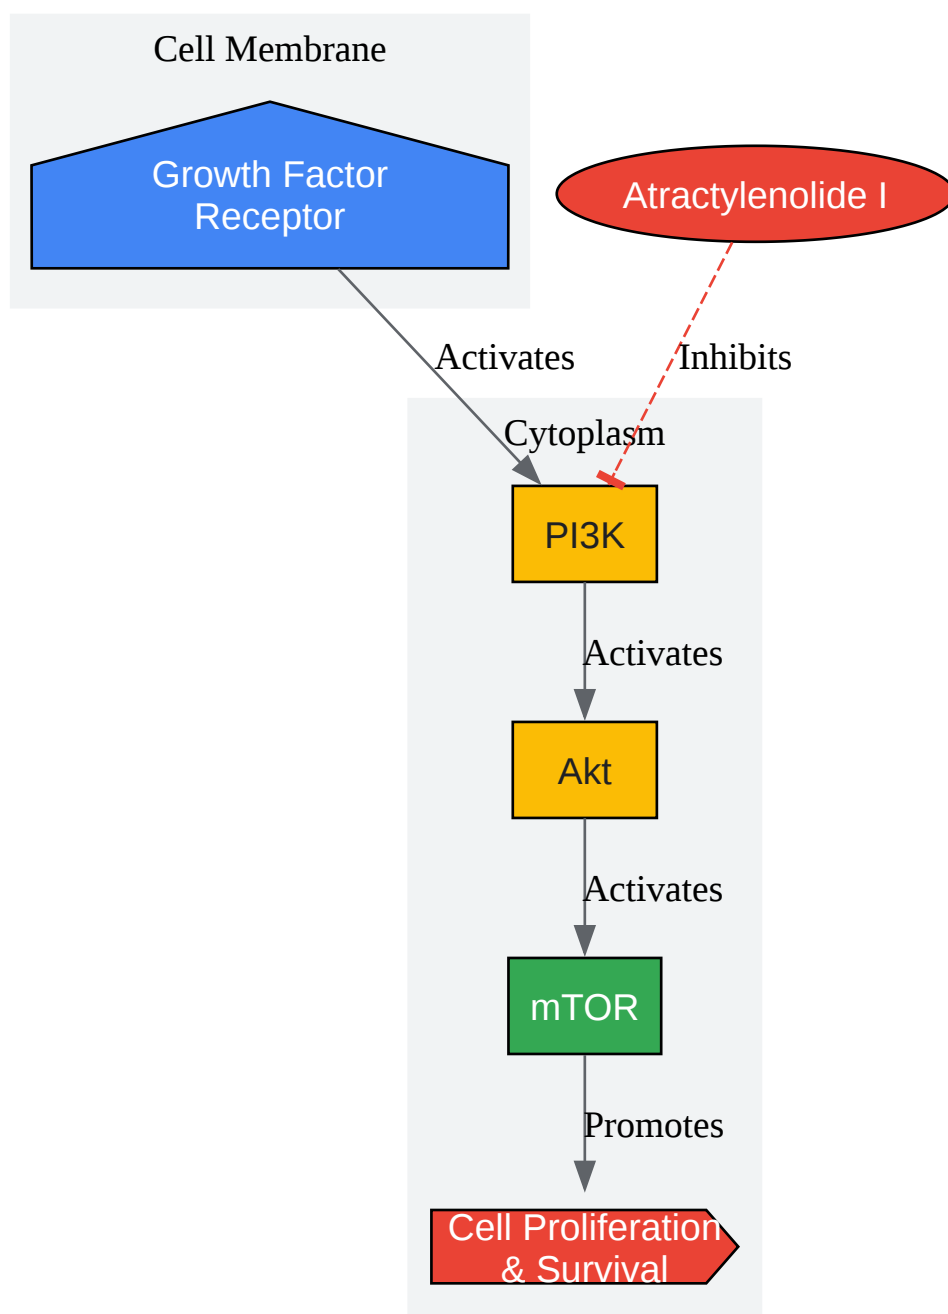 Cell Membrane
Growth Factor
Receptor
Atractylenolide I
Activates
Inhibits
Cytoplasm
PI3K
Activates
Akt
Activates
mTOR
Promotes
Cell Proliferation
& Survival